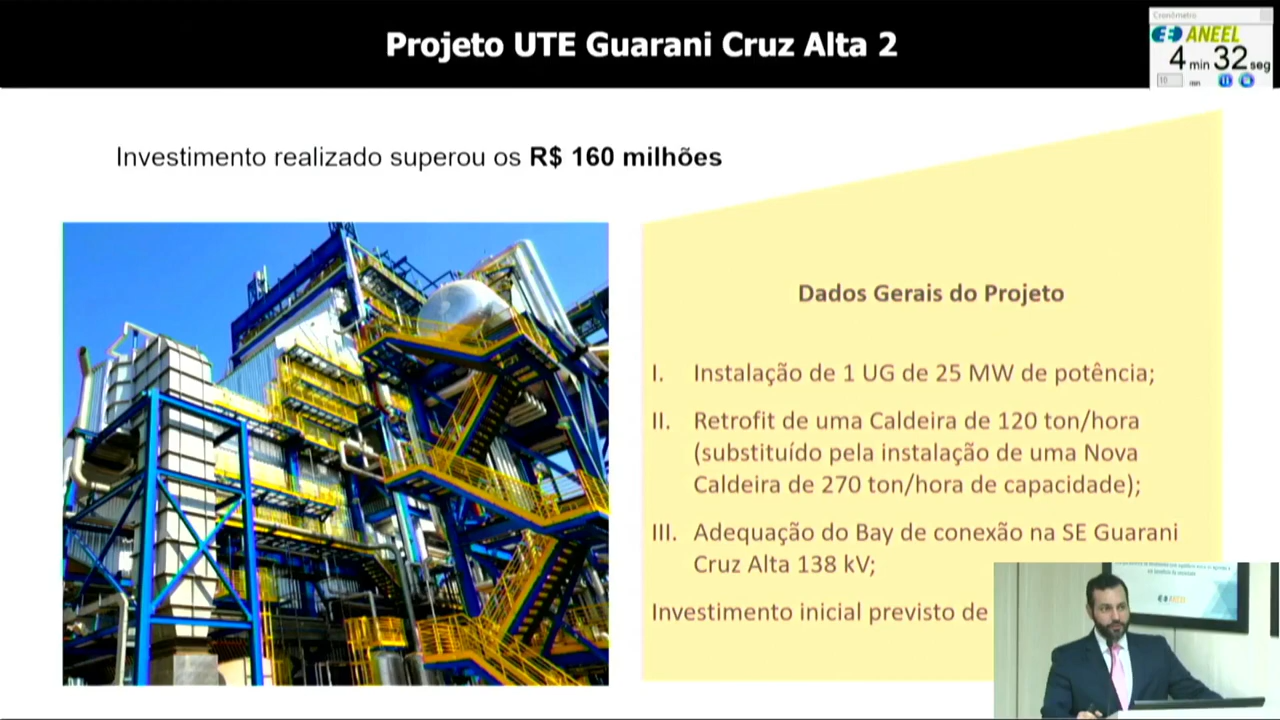 Projeto UTE Guarani Cruz Alta 2
Cronômetro
ANEEL
4 min 32 seg
10 min
Investimento realizado superou os R$ 160 milhões
Dados Gerais do Projeto
I. Instalação de 1 UG de 25 MW de potência;
II. Retrofit de uma Caldeira de 120 ton/hora
(substituído pela instalação de uma Nova
Caldeira de 270 ton/hora de capacidade);
III. Adequação do Bay de conexão na SE Guarani
Cruz Alta 138 kV;
Investimento inicial previsto de
ANEEL